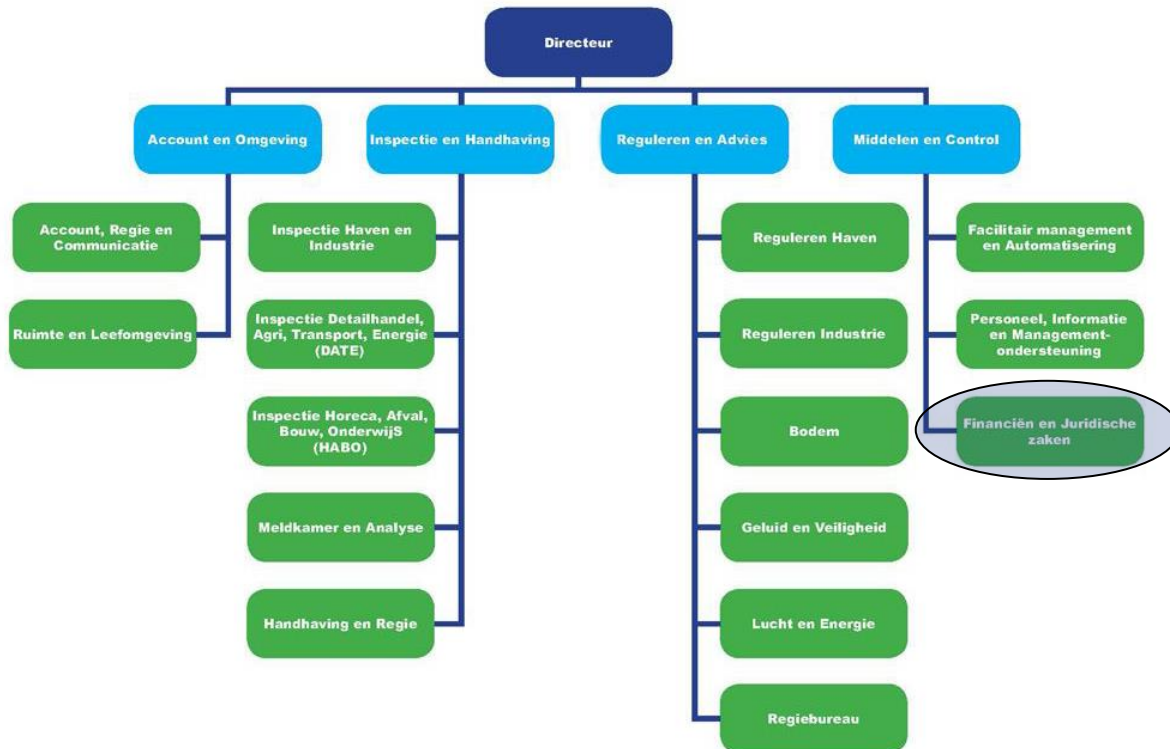 Directeur
Account en Omgeving
Inspectie en Handhaving
Reguleren en Advies
Middelen en Control
Account, Regie en
Communicatie
Ruimte en Leefomgeving
Inspectie Haven en
Industrie
Inspectie Detailhandel,
Agri, Transport, Energie
(DATE)
Inspectie Horeca, Afval,
Bouw, OnderwijS
(HABO)
Meldkamer en Analyse
Handhaving en Regie
Reguleren Haven
Reguleren Industrie
Bodem
Geluid en Veiligheid
Lucht en Energie
Regiebureau
Facilitair management
en Automatisering
Personeel, Informatie
en Management-
ondersteuning
Financiën en Juridische
zaken